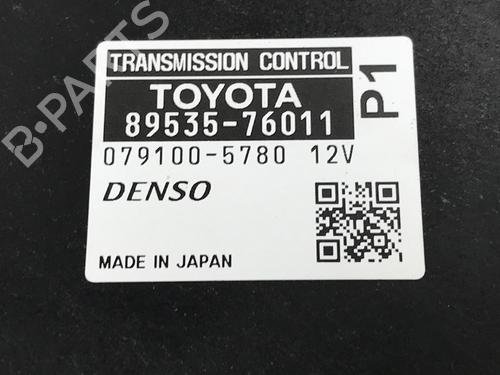 TRANSMISSION CONTROL
TOYOTA
89535-76011
P1
079100-5780 12V
DENSO
MADE IN JAPAN
B-PARTS